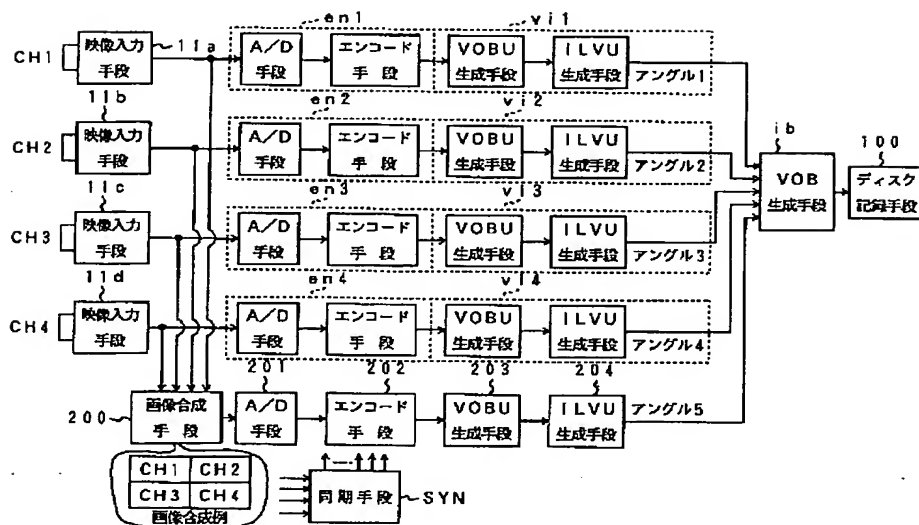 en1
vi1
CH1
映像入力
手段
11a
A/D
手段
エンコード
手 段
VOBU
生成手段
ILVU
生成手段
アングル1
11b
en2
vi2
CH2
映像入力
手段
A/D
手段
エンコード
手 段
VOBU
生成手段
ILVU
生成手段
アングル2
ib
100
VOB
生成手段
ディスク
記録手段
11c
en3
vi3
CH3
映像入力
手段
A/D
手段
エンコード
手 段
VOBU
生成手段
ILVU
生成手段
アングル3
11d
en4
vi4
CH4
映像入力
手段
A/D
手段
エンコード
手 段
VOBU
生成手段
ILVU
生成手段
アングル4
201
202
203
204
200
画像合成
手 段
A/D
手段
エンコード
手 段
VOBU
生成手段
ILVU
生成手段
アングル5
CH1 CH2
CH3 CH4
画像合成例
同期手段
SYN